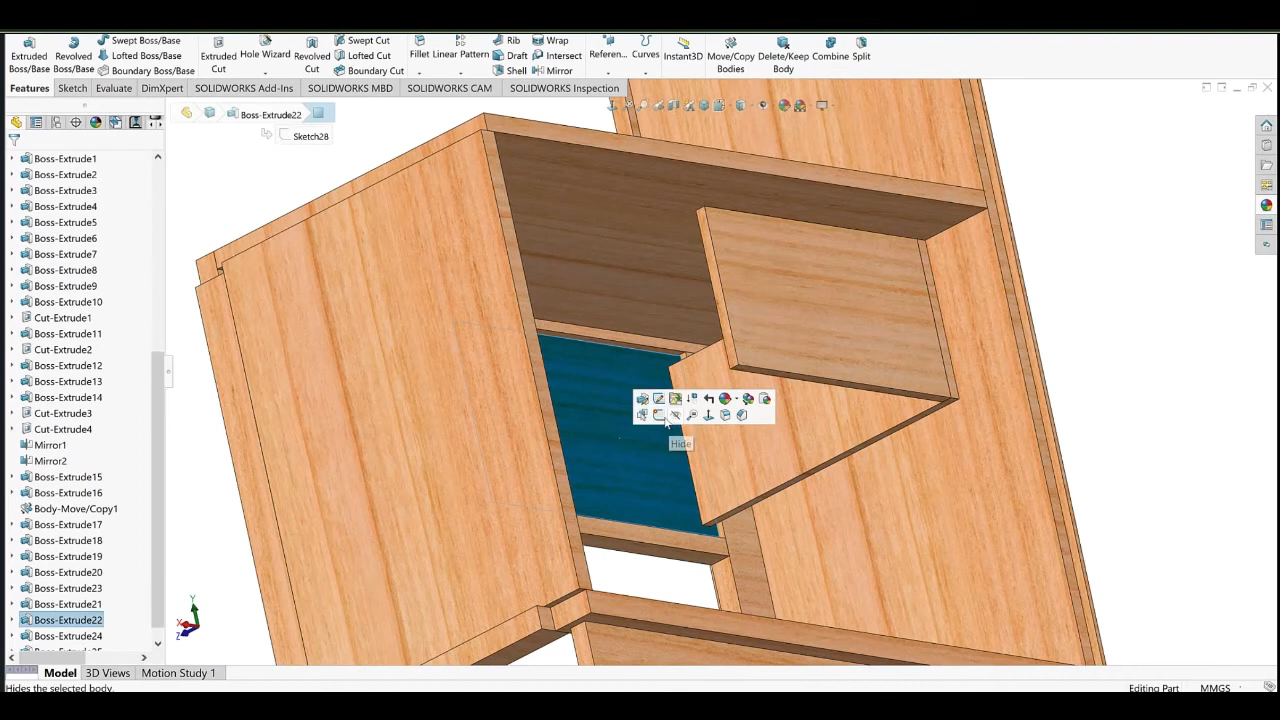 Extruded Boss/Base
Revolved Boss/Base
Swept Boss/Base
Lofted Boss/Base
Boundary Boss/Base
Extruded Cut
Hole Wizard
Revolved Cut
Swept Cut
Lofted Cut
Boundary Cut
Fillet
Linear Pattern
Rib
Draft
Shell
Wrap
Intersect
Mirror
Referen...
Curves
Instant3D
Move/Copy Bodies
Delete/Keep Body
Combine
Split
Features
Sketch
Evaluate
DimXpert
SOLIDWORKS Add-Ins
SOLIDWORKS MBD
SOLIDWORKS CAM
SOLIDWORKS Inspection
Boss-Extrude22
Sketch28
Boss-Extrude1
Boss-Extrude2
Boss-Extrude3
Boss-Extrude4
Boss-Extrude5
Boss-Extrude6
Boss-Extrude7
Boss-Extrude8
Boss-Extrude9
Boss-Extrude10
Cut-Extrude1
Boss-Extrude11
Cut-Extrude2
Boss-Extrude12
Boss-Extrude13
Boss-Extrude14
Cut-Extrude3
Cut-Extrude4
Mirror1
Mirror2
Boss-Extrude15
Boss-Extrude16
Body-Move/Copy1
Boss-Extrude17
Boss-Extrude18
Boss-Extrude19
Boss-Extrude20
Boss-Extrude23
Boss-Extrude21
Boss-Extrude22
Boss-Extrude24
Hide
Y
X
Z
Model
3D Views
Motion Study 1
Hides the selected body.
Editing Part
MMGS